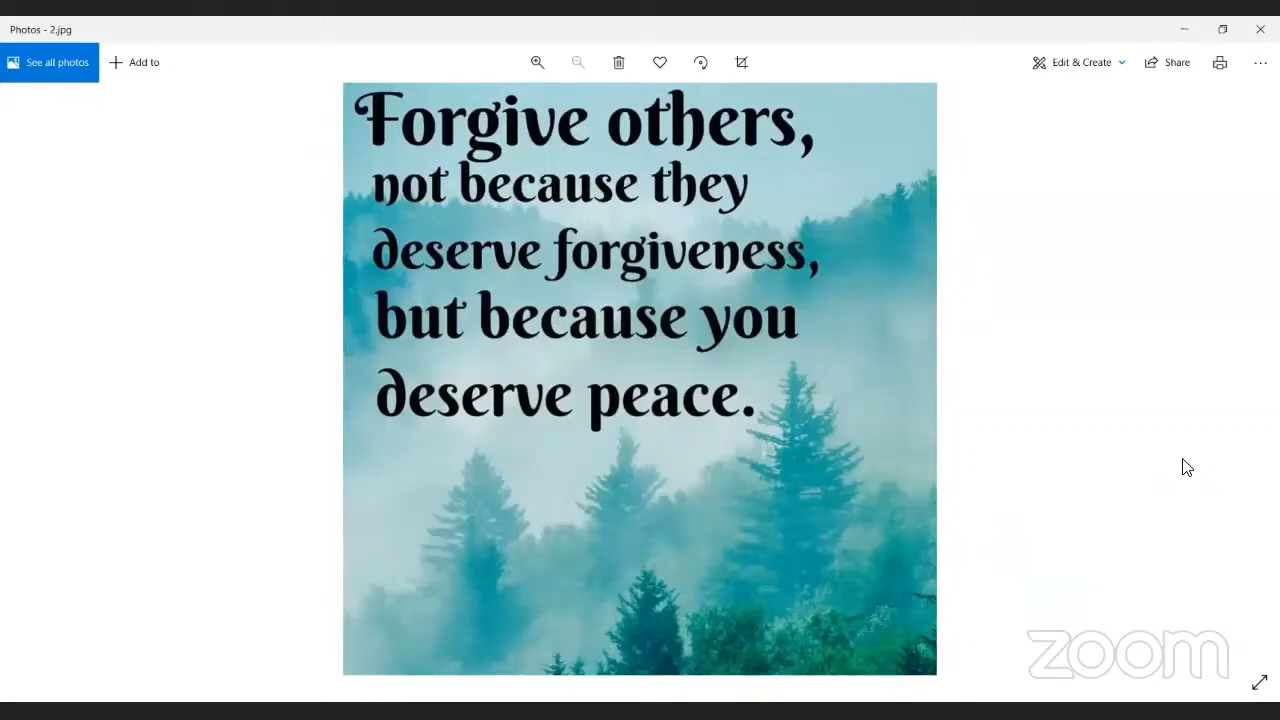 Photos - 2.jpg
See all photos
Add to
Edit & Create
Share
Forgive others,
not because they
deserve forgiveness,
but because you
deserve peace.
zoom